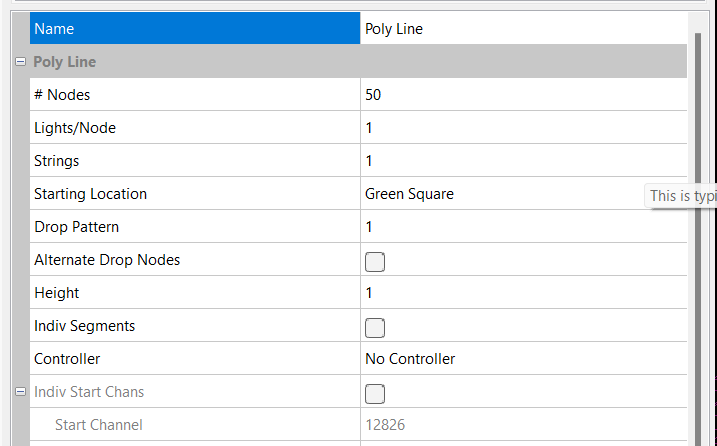 Name Poly Line
Poly Line
# Nodes 50
Lights/Node 1
Strings 1
Starting Location Green Square
This is typi
Drop Pattern 1
Alternate Drop Nodes
Height 1
Indiv Segments
Controller No Controller
Indiv Start Chans
Start Channel 12826